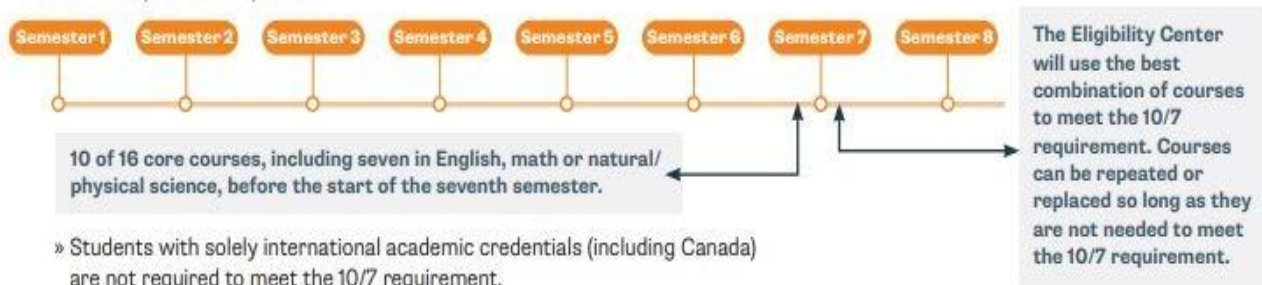 Semester 1
Semester 2
Semester 3
Semester 4
Semester 5
Semester 6
Semester 7
Semester 8
10 of 16 core courses, including seven in English, math or natural/
physical science, before the start of the seventh semester.
The Eligibility Center
will use the best
combination of courses
to meet the 10/7
requirement. Courses
can be repeated or
replaced so long as they
are not needed to meet
the 10/7 requirement.
» Students with solely international academic credentials (including Canada)
are not required to meet the 10/7 requirement.